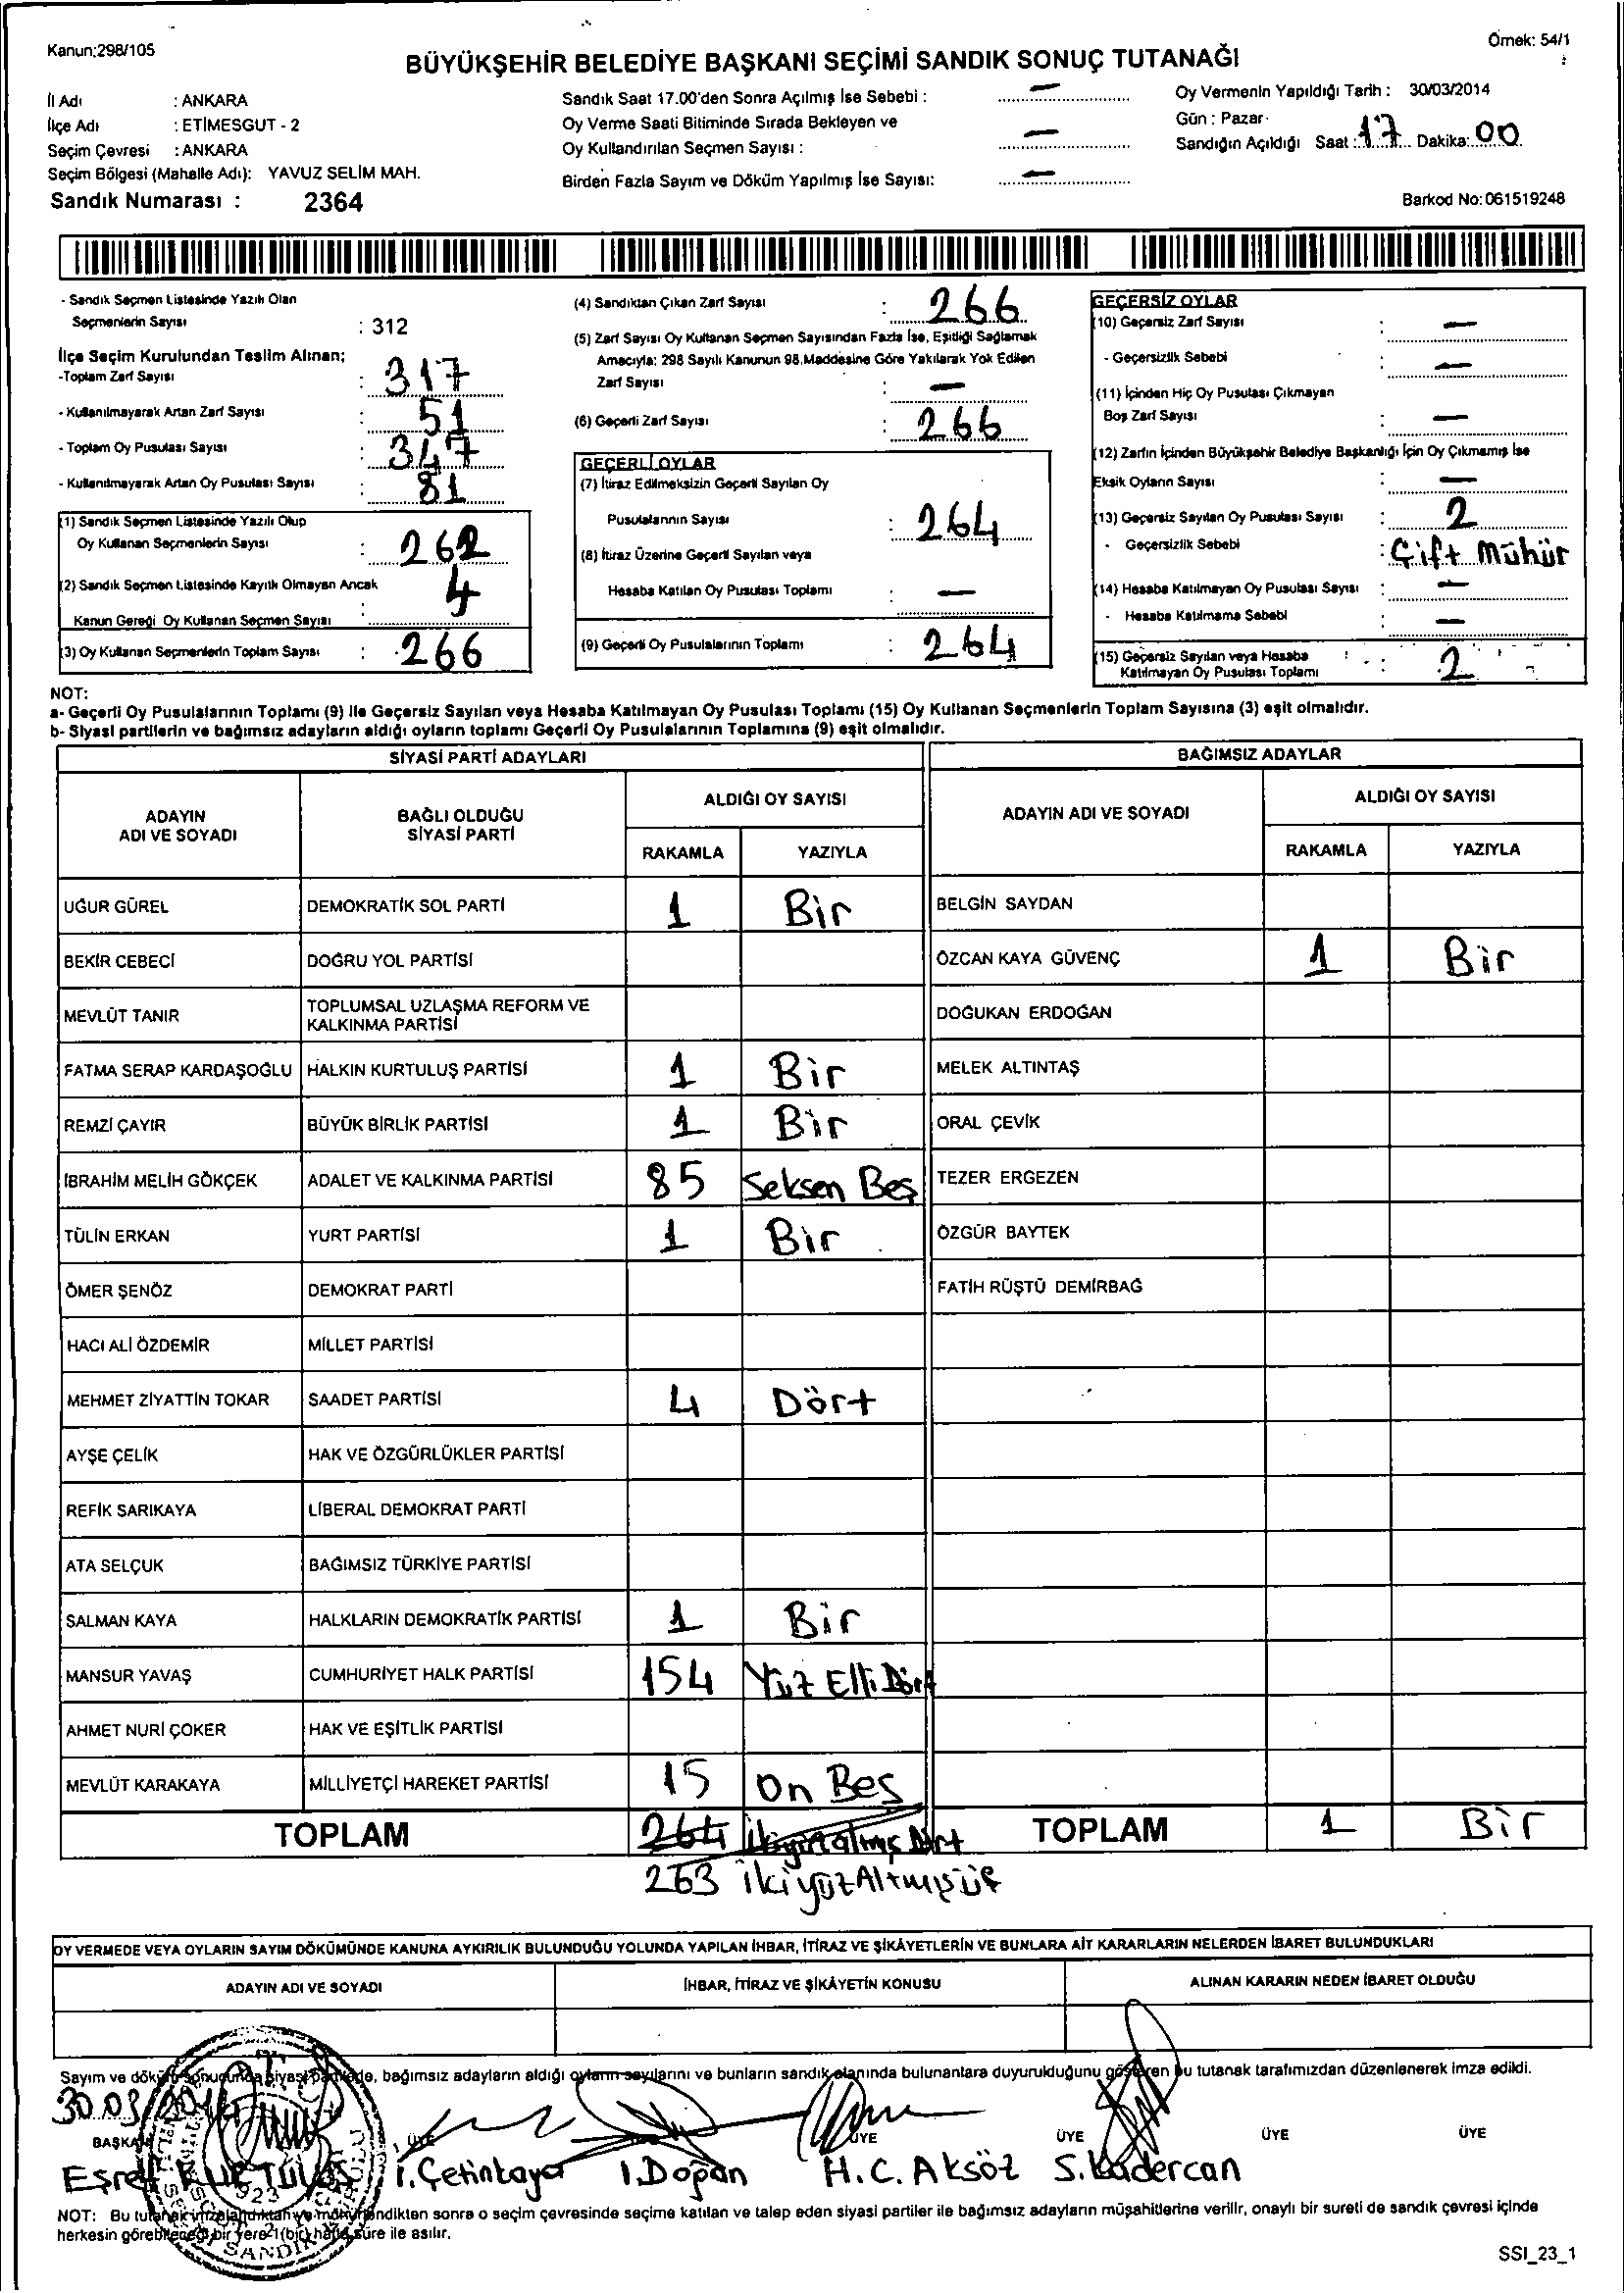 Kanun:298/105
Örnek: 54/1
BÜYÜKŞEHİR BELEDİYE BAŞKANI SEÇİMİ SANDIK SONUÇ TUTANAĞI
İl Adı : ANKARA
İlçe Adı : ETİMESGUT - 2
Seçim Çevresi : ANKARA
Seçim Bölgesi (Mahalle Adı): YAVUZ SELİM MAH.
Sandık Numarası : 2364
Sandık Saat 17.00'den Sonra Açılmış İse Sebebi : —
Oy Verme Saati Bitiminde Sırada Bekleyen ve
Oy Kullandırılan Seçmen Sayısı : —
Birden Fazla Sayım ve Döküm Yapılmış İse Sayısı: —
Oy Vermenin Yapıldığı Tarih : 30/03/2014
Gün : Pazar
Sandığın Açıldığı Saat : 17 Dakika: 00
Barkod No: 061519248
- Sandık Seçmen Listesinde Yazılı Olan
Seçmenlerin Sayısı : 312
İlçe Seçim Kurulundan Teslim Alınan;
-Toplam Zarf Sayısı : 317
- Kullanılmayarak Artan Zarf Sayısı : 51
- Toplam Oy Pusulası Sayısı : 347
- Kullanılmayarak Artan Oy Pusulası Sayısı : 81
(1) Sandık Seçmen Listesinde Yazılı Olup
Oy Kullanan Seçmenlerin Sayısı : 262
(2) Sandık Seçmen Listesinde Kayıtlı Olmayan Ancak
Kanun Gereği Oy Kullanan Seçmen Sayısı : 4
(3) Oy Kullanan Seçmenlerin Toplam Sayısı : 266
(4) Sandıktan Çıkan Zarf Sayısı : 266
(5) Zarf Sayısı Oy Kullanan Seçmen Sayısından Fazla İse, Eşitliği Sağlamak
Amacıyla; 298 Sayılı Kanunun 98.Maddesine Göre Yakılarak Yok Edilen
Zarf Sayısı : —
(6) Geçerli Zarf Sayısı : 266
GEÇERLİ OYLAR
(7) İtiraz Edilmeksizin Geçerli Sayılan Oy
Pusulalarının Sayısı : 264
(8) İtiraz Üzerine Geçerli Sayılan veya
Hesaba Katılan Oy Pusulası Toplamı : —
(9) Geçerli Oy Pusulalarının Toplamı : 264
GEÇERSİZ OYLAR
(10) Geçersiz Zarf Sayısı : —
- Geçersizlik Sebebi : —
(11) İçinden Hiç Oy Pusulası Çıkmayan
Boş Zarf Sayısı : —
(12) Zarfın İçinden Büyükşehir Belediye Başkanlığı İçin Oy Çıkmamış İse
Eksik Oyların Sayısı : —
(13) Geçersiz Sayılan Oy Pusulası Sayısı : 2
- Geçersizlik Sebebi : Çift Mühür
(14) Hesaba Katılmayan Oy Pusulası Sayısı : —
- Hesaba Katılmama Sebebi : —
(15) Geçersiz Sayılan veya Hesaba
Katılmayan Oy Pusulası Toplamı : 2
NOT:
a- Geçerli Oy Pusulalarının Toplamı (9) ile Geçersiz Sayılan veya Hesaba Katılmayan Oy Pusulası Toplamı (15) Oy Kullanan Seçmenlerin Toplam Sayısına (3) eşit olmalıdır.
b- Siyasi partilerin ve bağımsız adayların aldığı oyların toplamı Geçerli Oy Pusulalarının Toplamına (9) eşit olmalıdır.
SİYASİ PARTİ ADAYLARI
ADAYIN ADI VE SOYADI
BAĞLI OLDUĞU SİYASİ PARTİ
ALDIĞI OY SAYISI
RAKAMLA YAZIYLA
BAĞIMSIZ ADAYLAR
ADAYIN ADI VE SOYADI
ALDIĞI OY SAYISI
RAKAMLA YAZIYLA
UĞUR GÜREL DEMOKRATİK SOL PARTİ 1 Bir BELGİN SAYDAN
BEKİR CEBECİ DOĞRU YOL PARTİSİ ÖZCAN KAYA GÜVENÇ 1 Bir
MEVLÜT TANIR TOPLUMSAL UZLAŞMA REFORM VE KALKINMA PARTİSİ DOĞUKAN ERDOĞAN
FATMA SERAP KARDAŞOĞLU HALKIN KURTULUŞ PARTİSİ 1 Bir MELEK ALTINTAŞ
REMZİ ÇAYIR BÜYÜK BİRLİK PARTİSİ 1 Bir ORAL ÇEVİK
İBRAHİM MELİH GÖKÇEK ADALET VE KALKINMA PARTİSİ 85 Seksen Beş TEZER ERGEZEN
TÜLİN ERKAN YURT PARTİSİ 1 Bir ÖZGÜR BAYTEK
ÖMER ŞENÖZ DEMOKRAT PARTİ FATİH RÜŞTÜ DEMİRBAĞ
HACI ALİ ÖZDEMİR MİLLET PARTİSİ
MEHMET ZİYATTİN TOKAR SAADET PARTİSİ 4 Dört
AYŞE ÇELİK HAK VE ÖZGÜRLÜKLER PARTİSİ
REFİK SARIKAYA LİBERAL DEMOKRAT PARTİ
ATA SELÇUK BAĞIMSIZ TÜRKİYE PARTİSİ
SALMAN KAYA HALKLARIN DEMOKRATİK PARTİSİ 1 Bir
MANSUR YAVAŞ CUMHURİYET HALK PARTİSİ 154 Yüz Elli Dört
AHMET NURİ ÇOKER HAK VE EŞİTLİK PARTİSİ
MEVLÜT KARAKAYA MİLLİYETÇİ HAREKET PARTİSİ 15 On Beş
TOPLAM 264 İkiyüzaltmış Dört TOPLAM 1 Bir
263 ikiyüzAltmışüç
OY VERMEDE VEYA OYLARIN SAYIM DÖKÜMÜNDE KANUNA AYKIRILIK BULUNDUĞU YOLUNDA YAPILAN İHBAR, İTİRAZ VE ŞİKÂYETLERİN VE BUNLARA AİT KARARLARIN NELERDEN İBARET BULUNDUKLARI
ADAYIN ADI VE SOYADI
İHBAR, İTİRAZ VE ŞİKÂYETİN KONUSU
ALINAN KARARIN NEDEN İBARET OLDUĞU
Sayım ve döküm sonucunda siyasi partilerde, bağımsız adayların aldığı oyların sayılarını ve bunların sandık alanında bulunanlara duyurulduğunu gösteren bu tutanak tarafımızdan düzenlenerek imza edildi.
30.03.2014
BAŞKAN ÜYE ÜYE ÜYE ÜYE ÜYE
Eşref İ.Çetinkaya İ.Doğan H.C.Aksöz S.Kadercan
NOT: Bu tutanak imzalandıktan ve mühürlendikten sonra o seçim çevresinde seçime katılan ve talep eden siyasi partiler ile bağımsız adayların müşahitlerine verilir, onaylı bir sureti de sandık çevresi içinde
herkesin görebileceği bir yere 1(bir) hafta süre ile asılır.
SSI_23_1